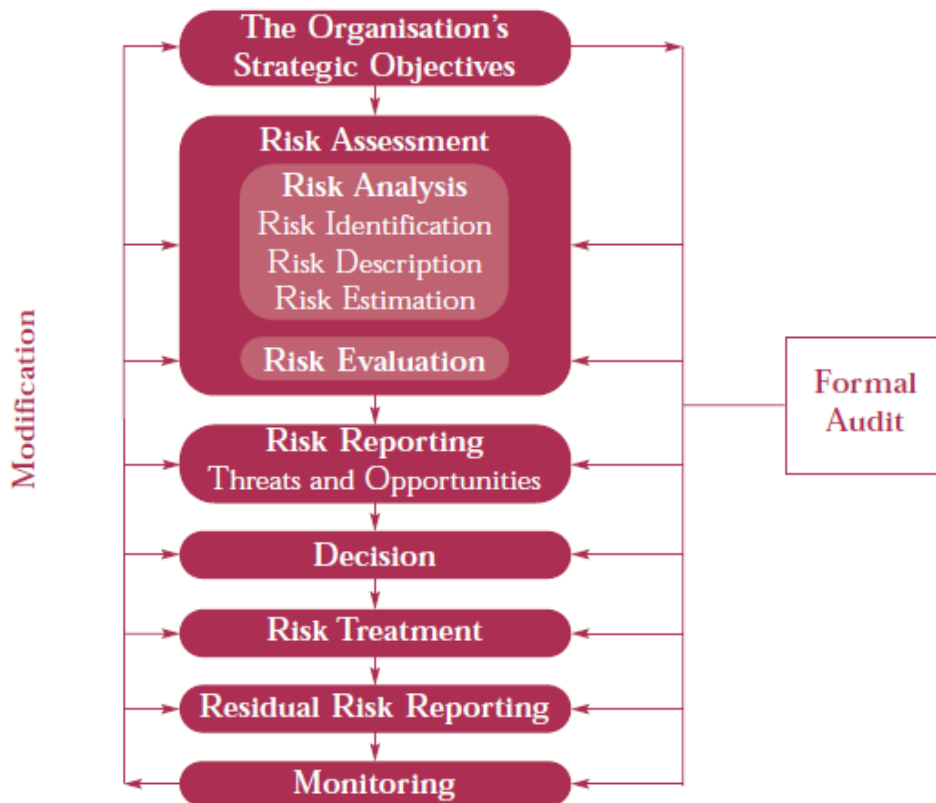 The Organisation's
Strategic Objectives
Risk Assessment
Risk Analysis
Risk Identification
Risk Description
Risk Estimation
Risk Evaluation
Risk Reporting
Threats and Opportunities
Decision
Risk Treatment
Residual Risk Reporting
Monitoring
Modification
Formal
Audit